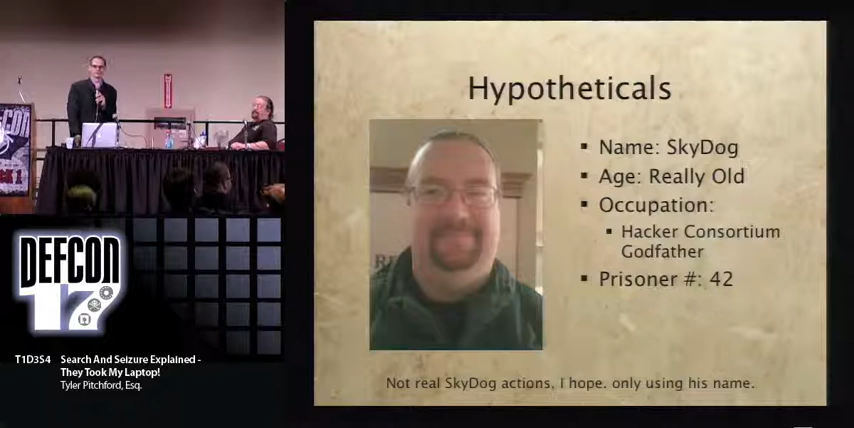 Hypotheticals
Name: SkyDog
Age: Really Old
Occupation:
Hacker Consortium
Godfather
Prisoner #: 42
Not real SkyDog actions, I hope, only using his name.
DEFCON
17
T1D3S4 Search And Seizure Explained -
They Took My Laptop!
Tyler Pitchford, Esq.